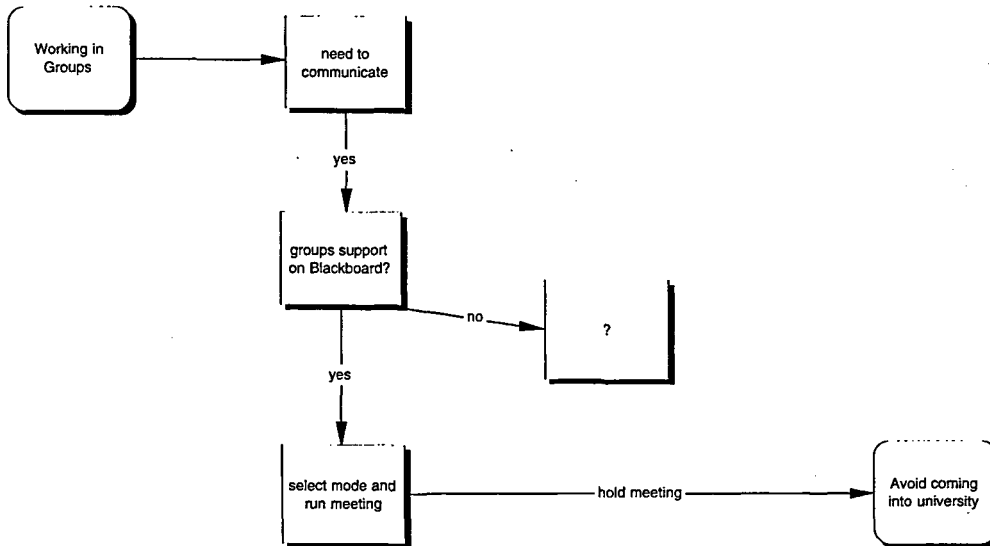 Working in
Groups
need to
communicate
yes
groups support
on Blackboard?
no
?
yes
select mode and
run meeting
hold meeting
Avoid coming
into university